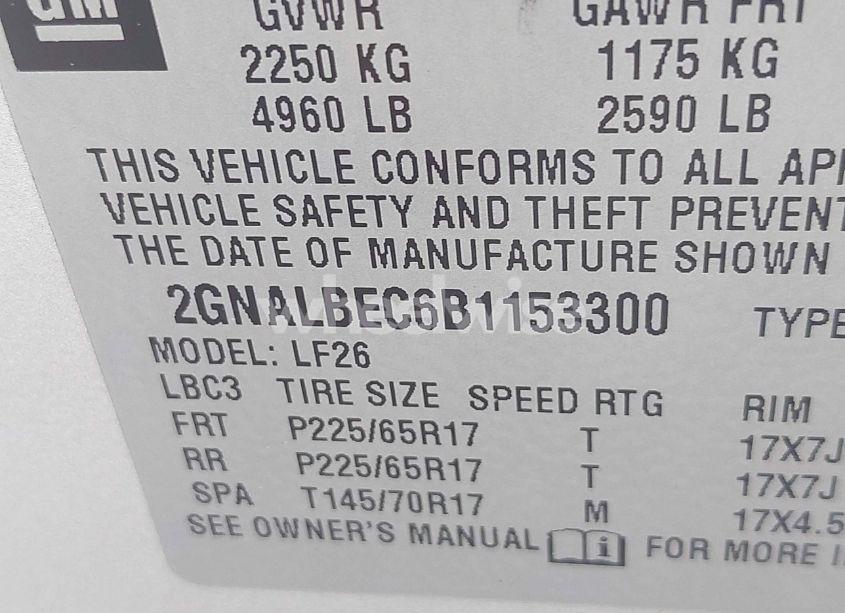 GM
GVWR GAWR FRT
2250 KG 1175 KG
4960 LB 2590 LB
THIS VEHICLE CONFORMS TO ALL
VEHICLE SAFETY AND THEFT PREVENT
THE DATE OF MANUFACTURE SHOWN
2GNALBEC6B1153300 TYPE
MODEL: LF26
LBC3 TIRE SIZE SPEED RTG RIM
FRT P225/65R17 T 17X7J
RR P225/65R17 T 17X7J
SPA T145/70R17 M 17X4.5
SEE OWNER'S MANUAL FOR MORE